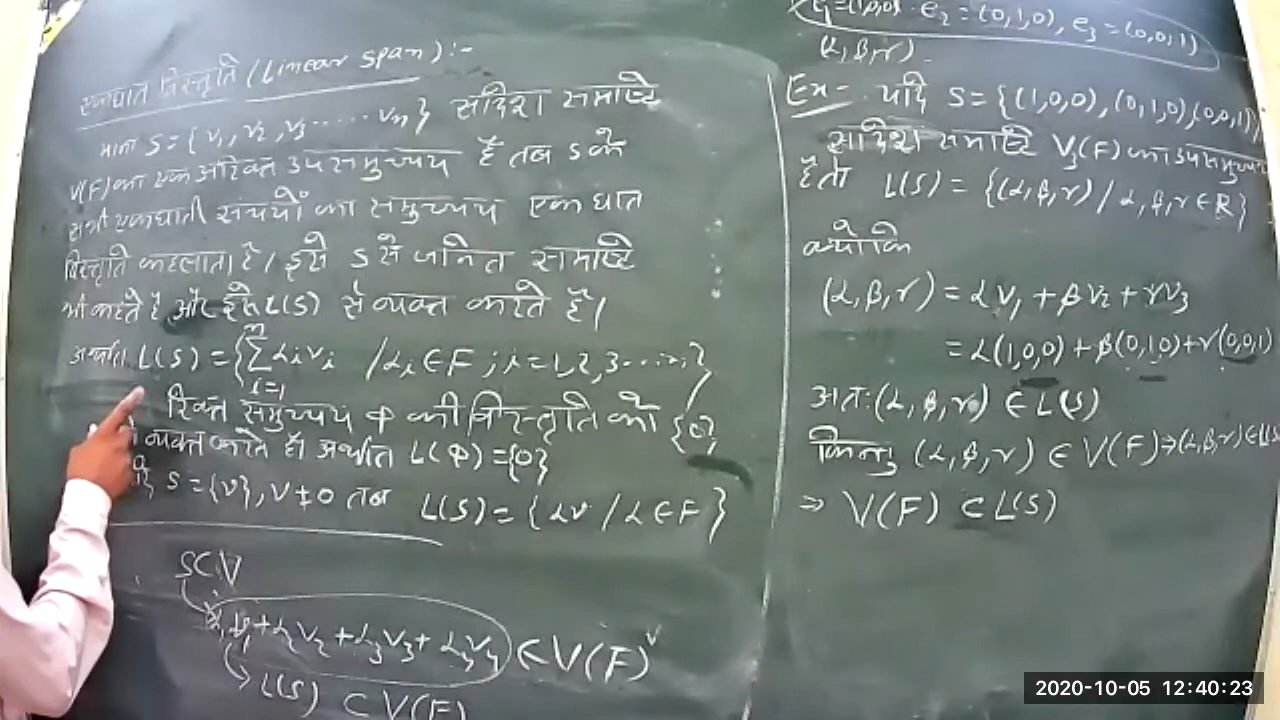 एकघात विस्तृति (Linear span) :-
माना S = { v₁, v₂, v₃ ..... vₙ } सदिश समष्टि
V(F) का एक अरिक्त उपसमुच्चय है तब S के
सभी एकघाती संचयों का समुच्चय एकघात
विस्तृति कहलाता है। इसे S से जनित समष्टि
भी कहते हैं और इसे L(S) से व्यक्त करते हैं।
अर्थात L(S) = { ∑ᵢ₌₁ⁿ αᵢvᵢ / αᵢ ∈ F ; i = 1,2,3......}
रिक्त समुच्चय φ की विस्तृति को {0}
व्यक्त करते हैं। अर्थात L(φ) = {0}
S = {v}, v ≠ 0 तब L(S) = { αv / α ∈ F }
S ⊂ V
+ α₂v₂ + α₃v₃ + α₄v₄ ∈ V(F)
L(S) ⊂ V(F)
e₂ = (0,1,0), e₃ = (0,0,1)
(α, β, γ).
Ex- यदि S = {(1,0,0), (0,1,0), (0,0,1)}
सदिश समष्टि V₃(F) का उपसमुच्चय
है तो L(S) = {(α, β, γ) / α, β, γ ∈ R}
क्योंकि
(α, β, γ) = αv₁ + βv₂ + γv₃
= α(1,0,0) + β(0,1,0) + γ(0,0,1)
अतः (α, β, γ) ∈ L(S)
किन्तु (α, β, γ) ∈ V(F) ⇒ (α, β, γ) ∈ L(S)
⇒ V(F) ⊂ L(S)
2020-10-05 12:40:23